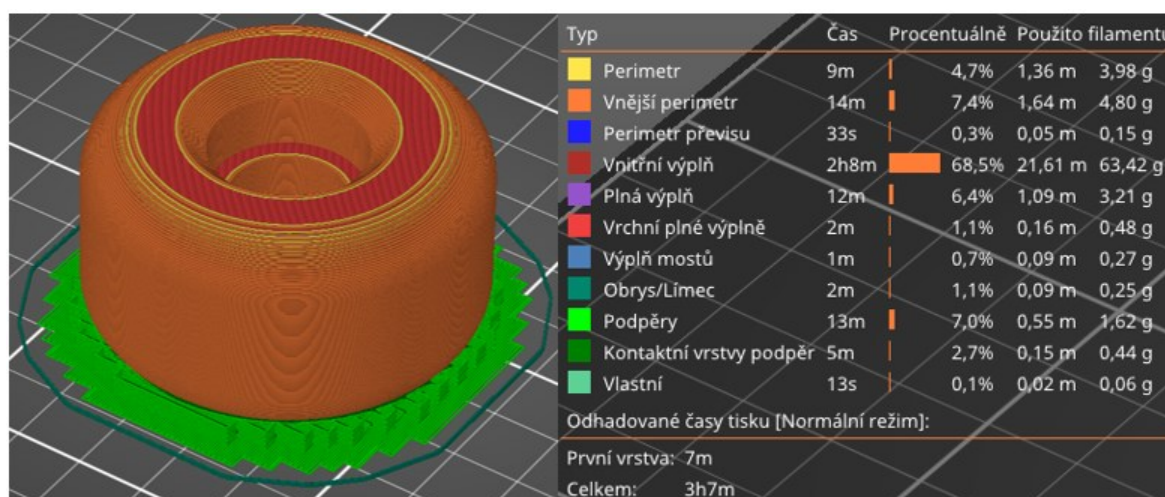 Typ Čas Procentuálně Použito filamentu
Perimetr 9m 4,7% 1,36 m 3,98 g
Vnější perimetr 14m 7,4% 1,64 m 4,80 g
Perimetr převisu 33s 0,3% 0,05 m 0,15 g
Vnitřní výplň 2h8m 68,5% 21,61 m 63,42 g
Plná výplň 12m 6,4% 1,09 m 3,21 g
Vrchní plné výplně 2m 1,1% 0,16 m 0,48 g
Výplň mostů 1m 0,7% 0,09 m 0,27 g
Obrys/Límec 2m 1,1% 0,09 m 0,25 g
Podpěry 13m 7,0% 0,55 m 1,62 g
Kontaktní vrstvy podpěr 5m 2,7% 0,15 m 0,44 g
Vlastní 13s 0,1% 0,02 m 0,06 g
Odhadované časy tisku [Normální režim]:
První vrstva: 7m
Celkem: 3h7m